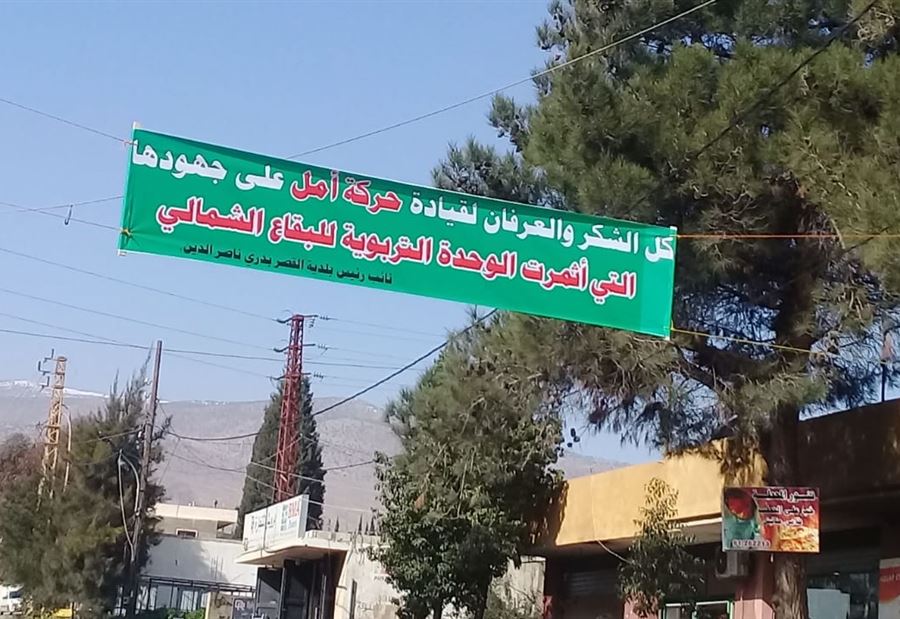 كل الشكر والعرفان لقيادة حركة أمل على جهودها
التي أثمرت الوحدة التربوية للبقاع الشمالي
نائب رئيس بلدية القصر بدري ناصر الدين